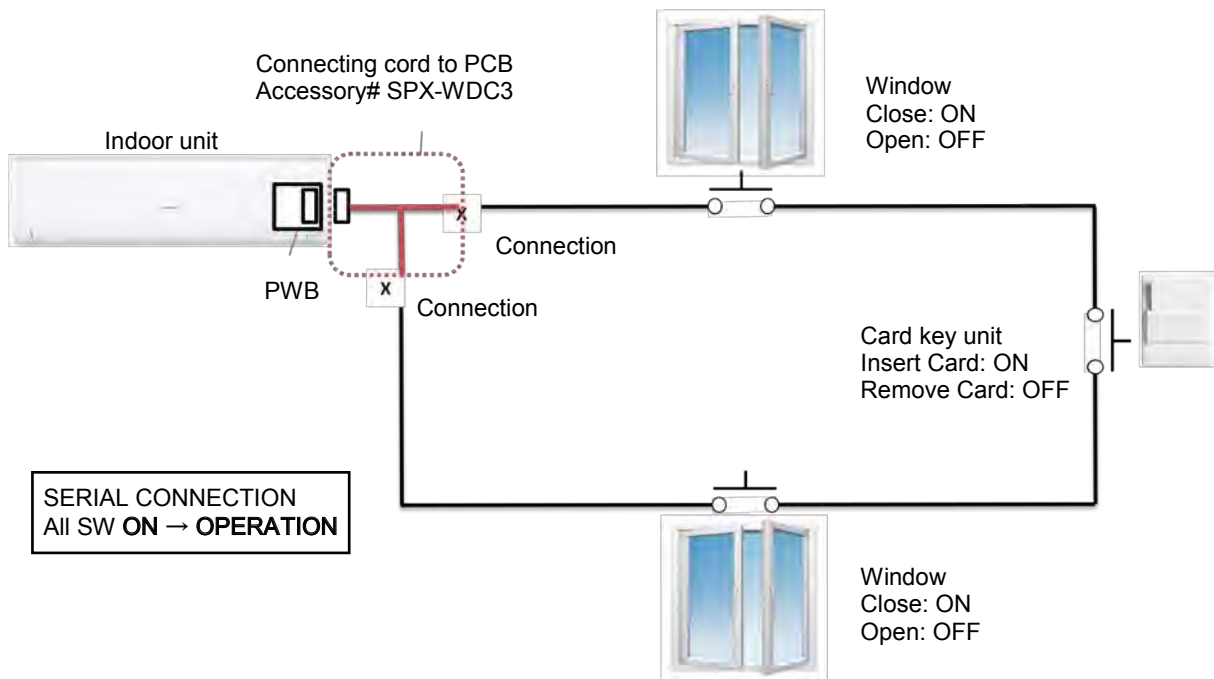 Connecting cord to PCB
Accessory# SPX-WDC3
Indoor unit
Window
Close: ON
Open: OFF
X
Connection
PWB
X
Connection
Card key unit
Insert Card: ON
Remove Card: OFF
SERIAL CONNECTION
All SW ON → OPERATION
Window
Close: ON
Open: OFF